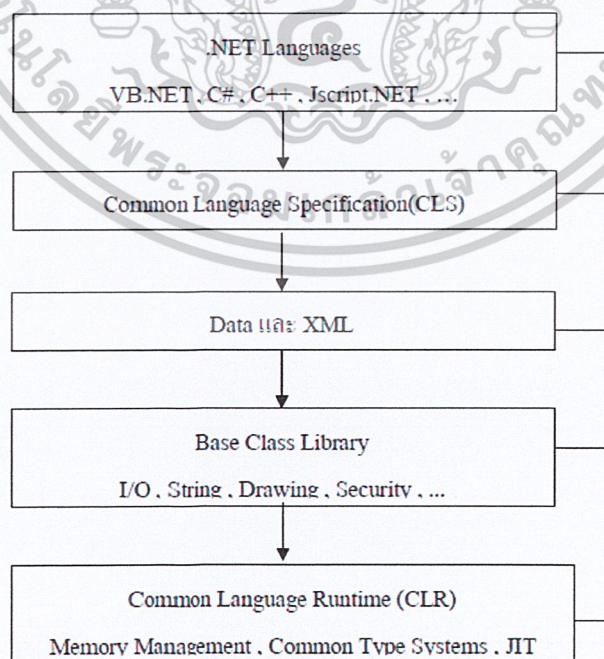 .NET Languages
VB.NET , C# , C++ , Jscript.NET , ...
Common Language Specification(CLS)
Data และ XML
Base Class Library
I/O , String , Drawing , Security , ...
Common Language Runtime (CLR)
Memory Management , Common Type Systems , JIT